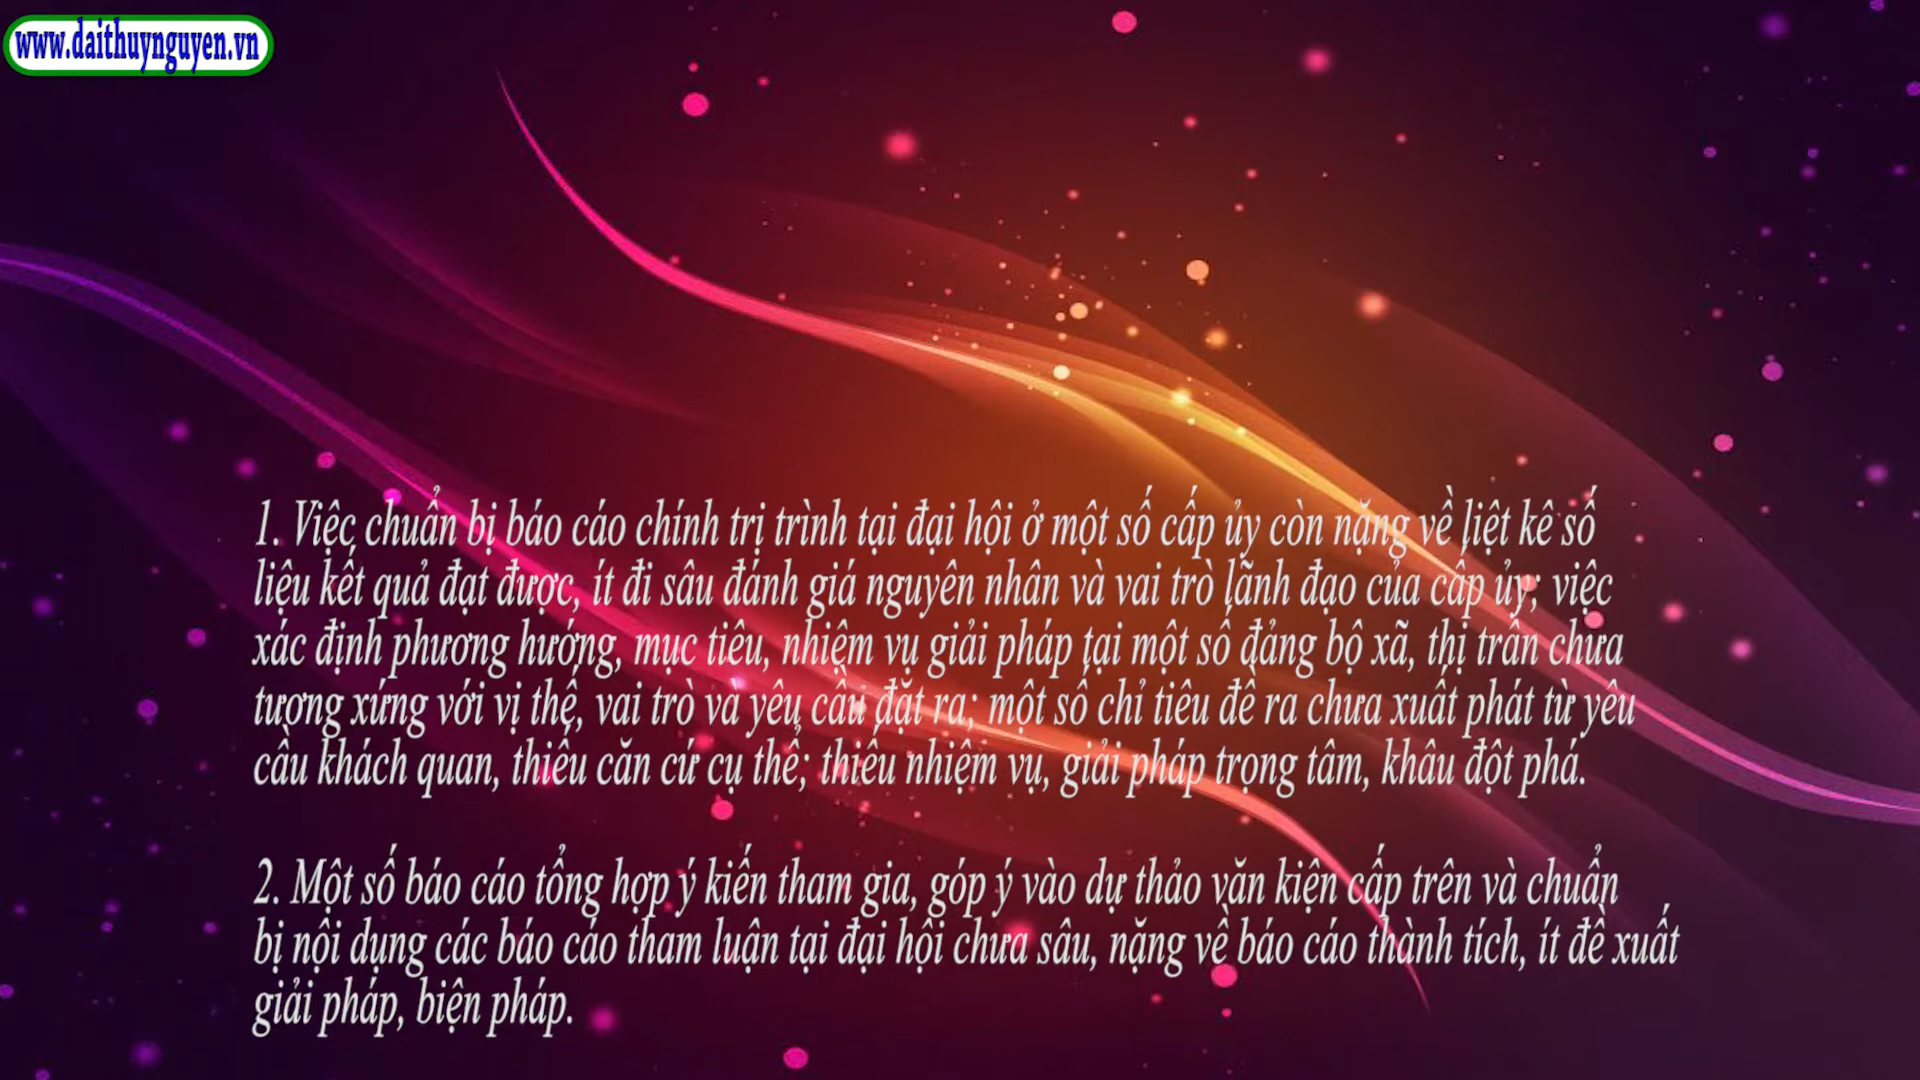 www.daithuynguyen.vn
1. Việc chuẩn bị báo cáo chính trị trình tại đại hội ở một số cấp ủy còn nặng về liệt kê số
liệu kết quả đạt được, ít đi sâu đánh giá nguyên nhân và vai trò lãnh đạo của cấp ủy; việc
xác định phương hướng, mục tiêu, nhiệm vụ giải pháp tại một số đảng bộ xã, thị trấn chưa
tương xứng với vị thế, vai trò và yêu cầu đặt ra; một số chỉ tiêu đề ra chưa xuất phát từ yêu
cầu khách quan, thiếu căn cứ cụ thể; thiếu nhiệm vụ, giải pháp trọng tâm, khâu đột phá.
2. Một số báo cáo tổng hợp ý kiến tham gia, góp ý vào dự thảo văn kiện cấp trên và chuẩn
bị nội dụng các báo cáo tham luận tại đại hội chưa sâu, nặng về báo cáo thành tích, ít đề xuất
giải pháp, biện pháp.